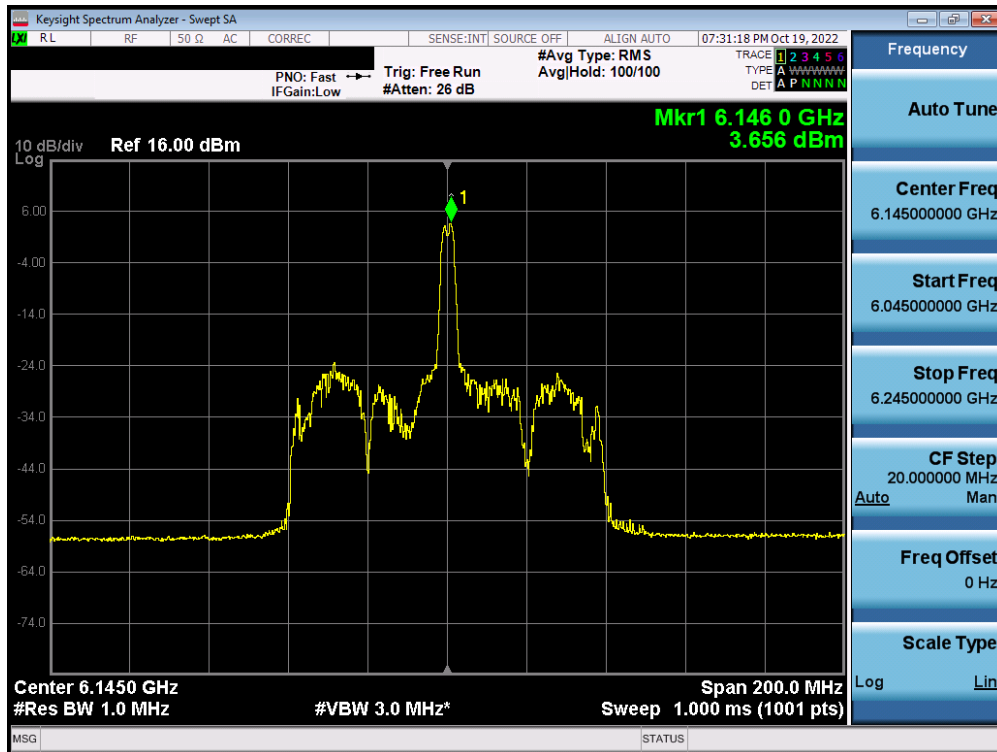 Keysight Spectrum Analyzer - Swept SA
LXI RL RF 50 Ω AC CORREC SENSE:INT SOURCE OFF ALIGN AUTO 07:31:18 PM Oct 19, 2022
PNO: Fast
IFGain:Low
Trig: Free Run
#Atten: 26 dB
#Avg Type: RMS
Avg|Hold: 100/100
TRACE 1 2 3 4 5 6
TYPE A WWWWW
DET A P N N N N
Mkr1 6.146 0 GHz
3.656 dBm
10 dB/div Ref 16.00 dBm
Log
1
6.00
-4.00
-14.0
-24.0
-34.0
-44.0
-54.0
-64.0
-74.0
Center 6.1450 GHz Span 200.0 MHz
#Res BW 1.0 MHz #VBW 3.0 MHz* Sweep 1.000 ms (1001 pts)
MSG STATUS
Frequency
Auto Tune
Center Freq
6.145000000 GHz
Start Freq
6.045000000 GHz
Stop Freq
6.245000000 GHz
CF Step
20.000000 MHz
Auto Man
Freq Offset
0 Hz
Scale Type
Log Lin